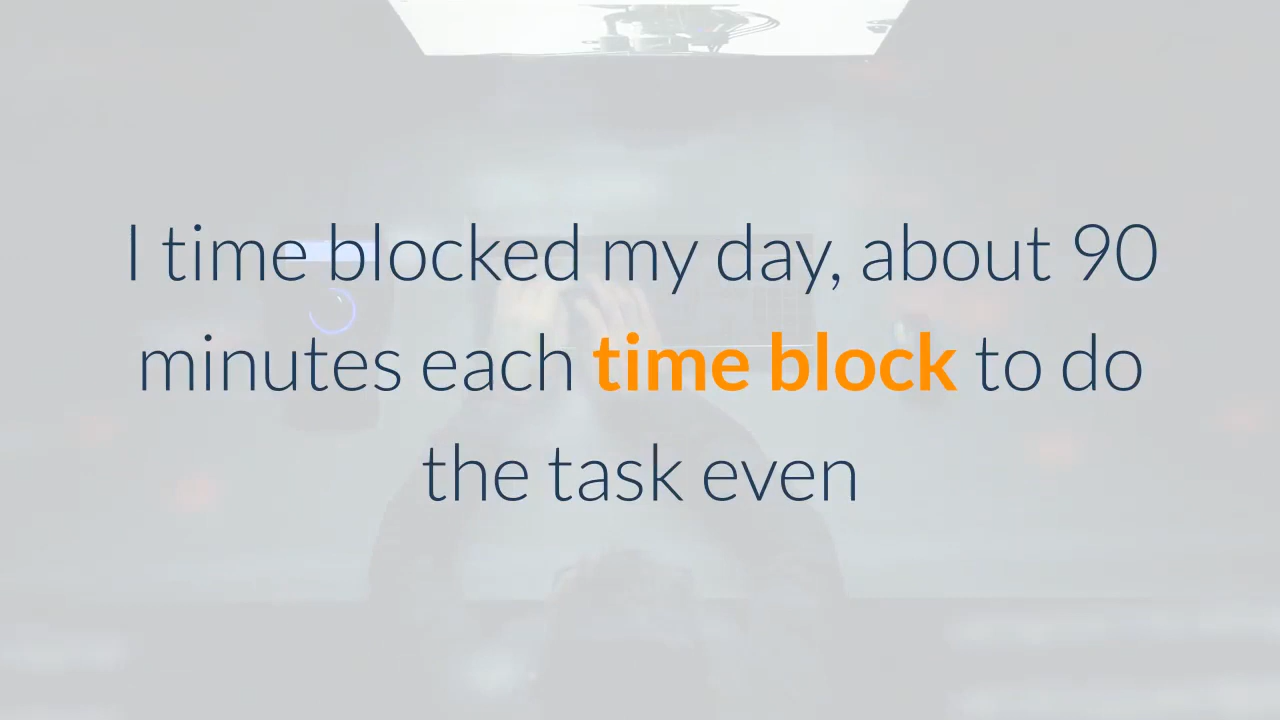 I time blocked my day, about 90
minutes each time block to do
the task even